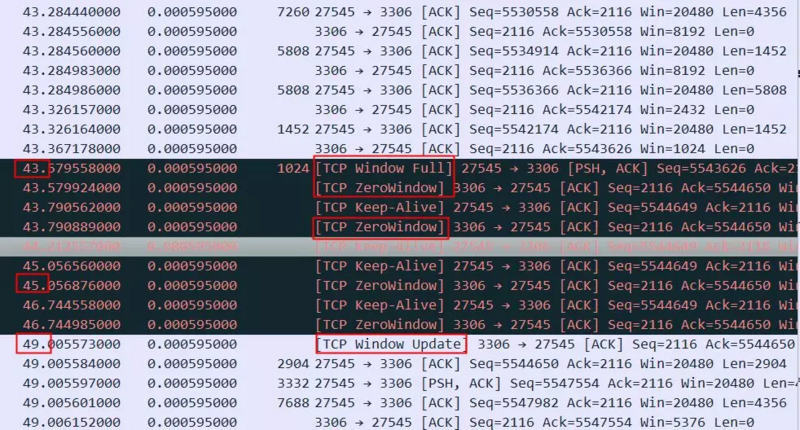 43.284440000 0.000595000 7260 27545 → 3306 [ACK] Seq=5530558 Ack=2116 Win=20480 Len=4356
43.284556000 0.000595000 3306 → 27545 [ACK] Seq=2116 Ack=5530558 Win=8192 Len=0
43.284560000 0.000595000 5808 27545 → 3306 [ACK] Seq=5534914 Ack=2116 Win=20480 Len=1452
43.284983000 0.000595000 3306 → 27545 [ACK] Seq=2116 Ack=5536366 Win=8192 Len=0
43.284986000 0.000595000 5808 27545 → 3306 [ACK] Seq=5536366 Ack=2116 Win=20480 Len=5808
43.326157000 0.000595000 3306 → 27545 [ACK] Seq=2116 Ack=5542174 Win=2432 Len=0
43.326164000 0.000595000 1452 27545 → 3306 [ACK] Seq=5542174 Ack=2116 Win=20480 Len=1452
43.367178000 0.000595000 3306 → 27545 [ACK] Seq=2116 Ack=5543626 Win=1024 Len=0
43.579558000 0.000595000 1024 [TCP Window Full] 27545 → 3306 [PSH, ACK] Seq=5543626 Ack=2
43.579924000 0.000595000 [TCP ZeroWindow] 3306 → 27545 [ACK] Seq=2116 Ack=5544650 Win
43.790562000 0.000595000 [TCP Keep-Alive] 27545 → 3306 [ACK] Seq=5544649 Ack=2116 Win
43.790889000 0.000595000 [TCP ZeroWindow] 3306 → 27545 [ACK] Seq=2116 Ack=5544650 Win
45.056560000 0.000595000 [TCP Keep-Alive] 27545 → 3306 [ACK] Seq=5544649 Ack=2116 Win
45.056876000 0.000595000 [TCP ZeroWindow] 3306 → 27545 [ACK] Seq=2116 Ack=5544650 Win
46.744558000 0.000595000 [TCP Keep-Alive] 27545 → 3306 [ACK] Seq=5544649 Ack=2116 Win
46.744985000 0.000595000 [TCP ZeroWindow] 3306 → 27545 [ACK] Seq=2116 Ack=5544650 Win
49.005573000 0.000595000 [TCP Window Update] 3306 → 27545 [ACK] Seq=2116 Ack=5544650
49.005584000 0.000595000 2904 27545 → 3306 [ACK] Seq=5544650 Ack=2116 Win=20480 Len=2904
49.005597000 0.000595000 3332 27545 → 3306 [PSH, ACK] Seq=5547554 Ack=2116 Win=20480 Len=4
49.005601000 0.000595000 7688 27545 → 3306 [ACK] Seq=5547982 Ack=2116 Win=20480 Len=4356
49.006152000 0.000595000 3306 → 27545 [ACK] Seq=2116 Ack=5547554 Win=5376 Len=0